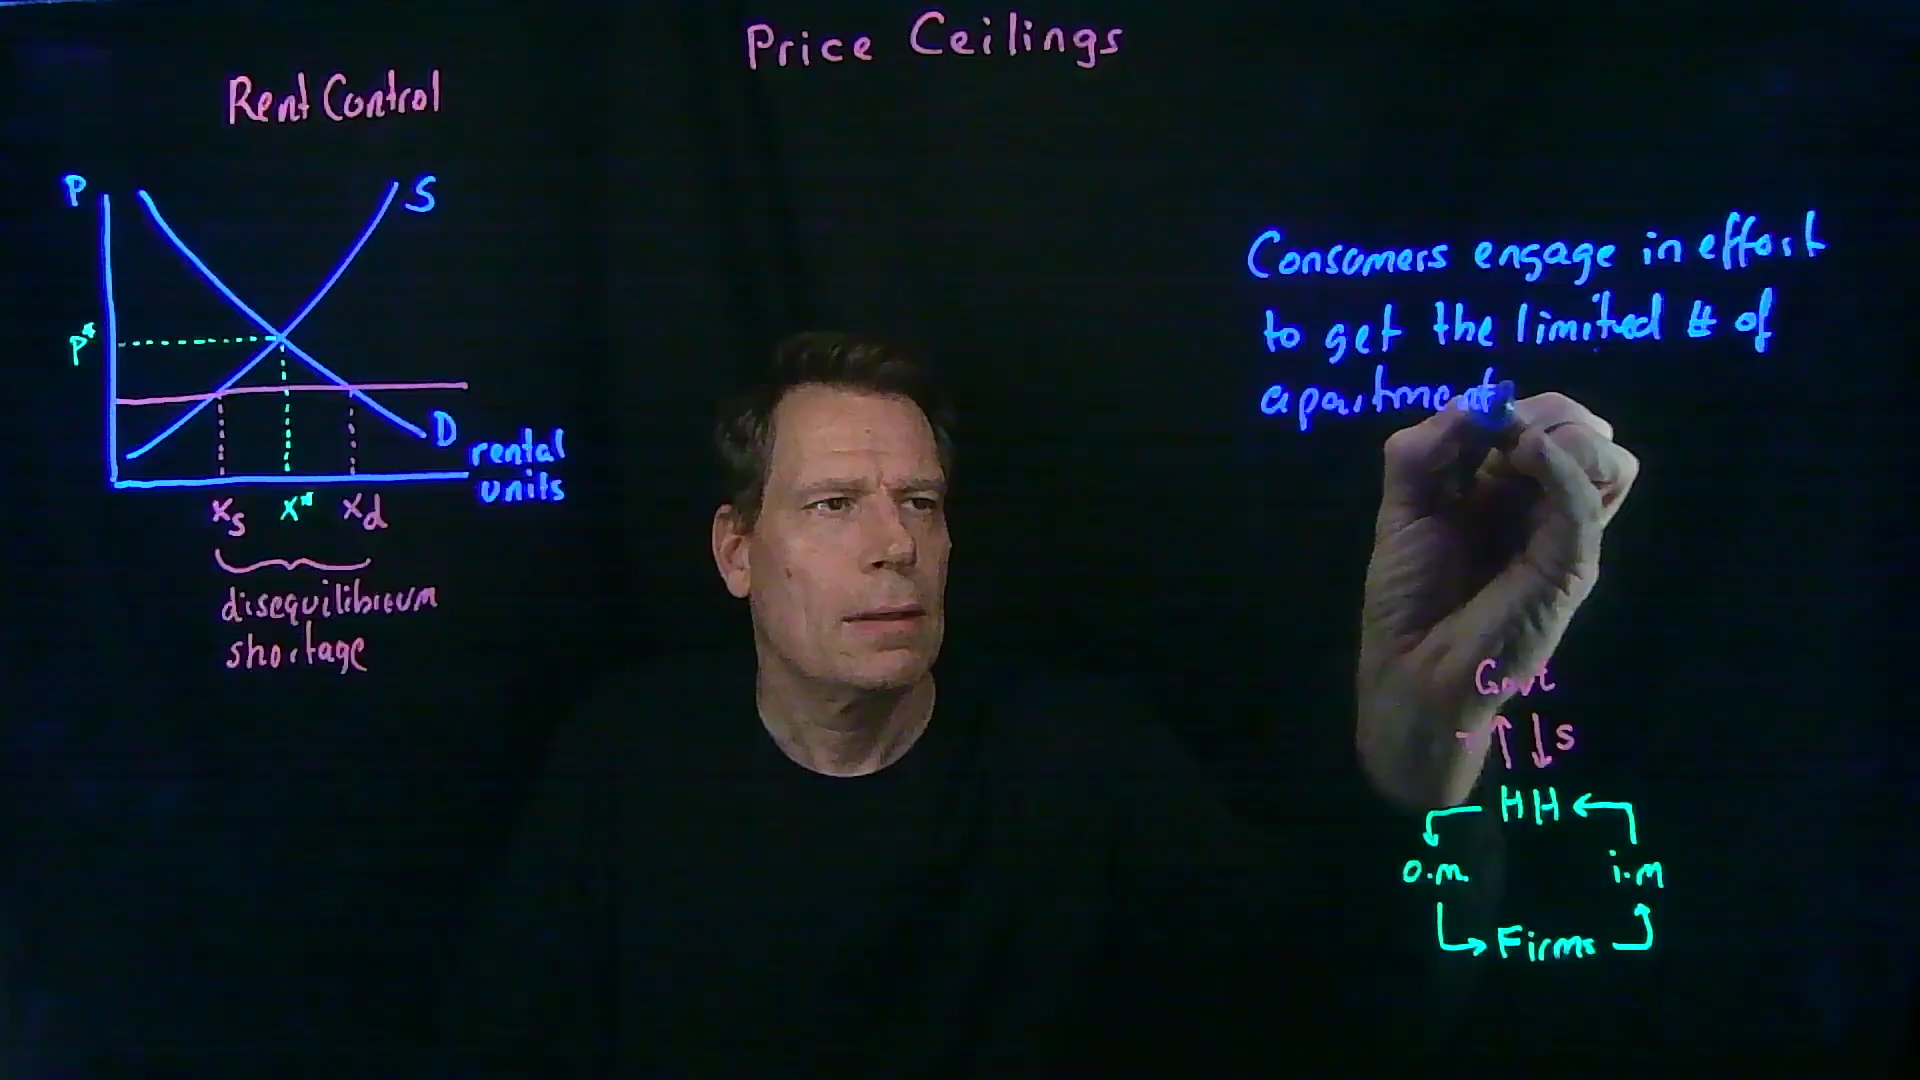 Price Ceilings
Rent Control
P
S
P*
D
rental
units
xs
x*
xd
disequilibrium
shortage
Consumers engage in effort
to get the limited # of
apartment
Govt
T
S
HH
o.m.
i.m
Firms